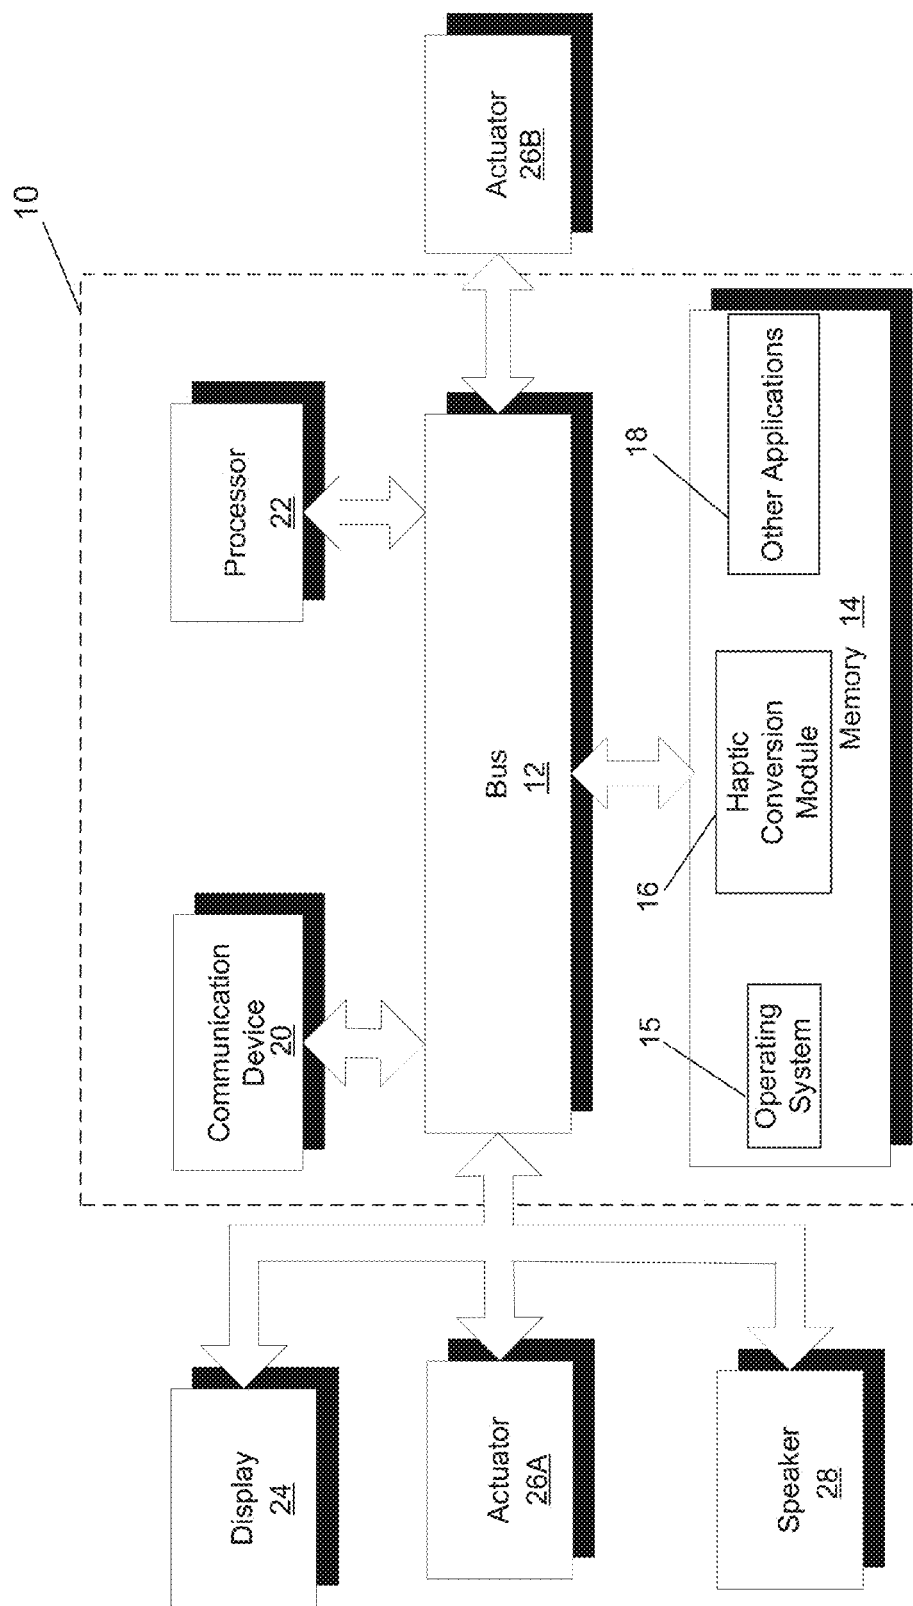 10
Communication
Device
20
Processor
22
Display
24
Actuator
26A
Speaker
28
Bus
12
Actuator
26B
15
Operating
System
16
Haptic
Conversion
Module
18
Other Applications
Memory 14